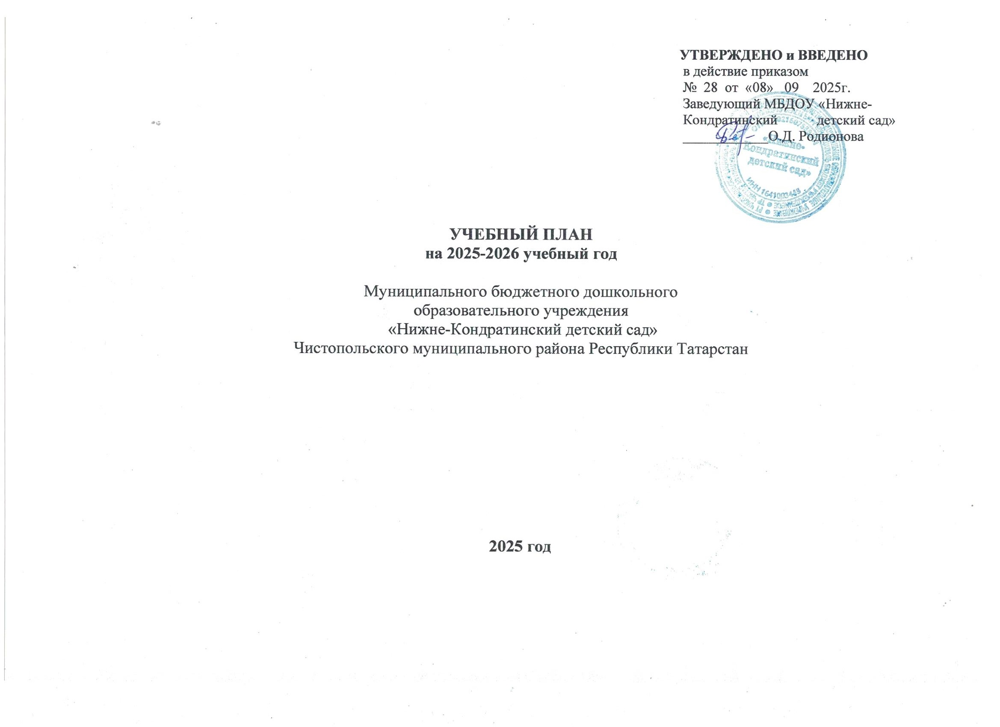 УТВЕРЖДЕНО и ВВЕДЕНО
в действие приказом
№ 28 от «08» 09 2025г.
Заведующий МБДОУ «Нижне-
Кондратинский детский сад»
О.Д. Родионова
«Нижне-
Кондратинский
детский сад»
ИНН 1641003445
УЧЕБНЫЙ ПЛАН
на 2025-2026 учебный год
Муниципального бюджетного дошкольного
образовательного учреждения
«Нижне-Кондратинский детский сад»
Чистопольского муниципального района Республики Татарстан
2025 год